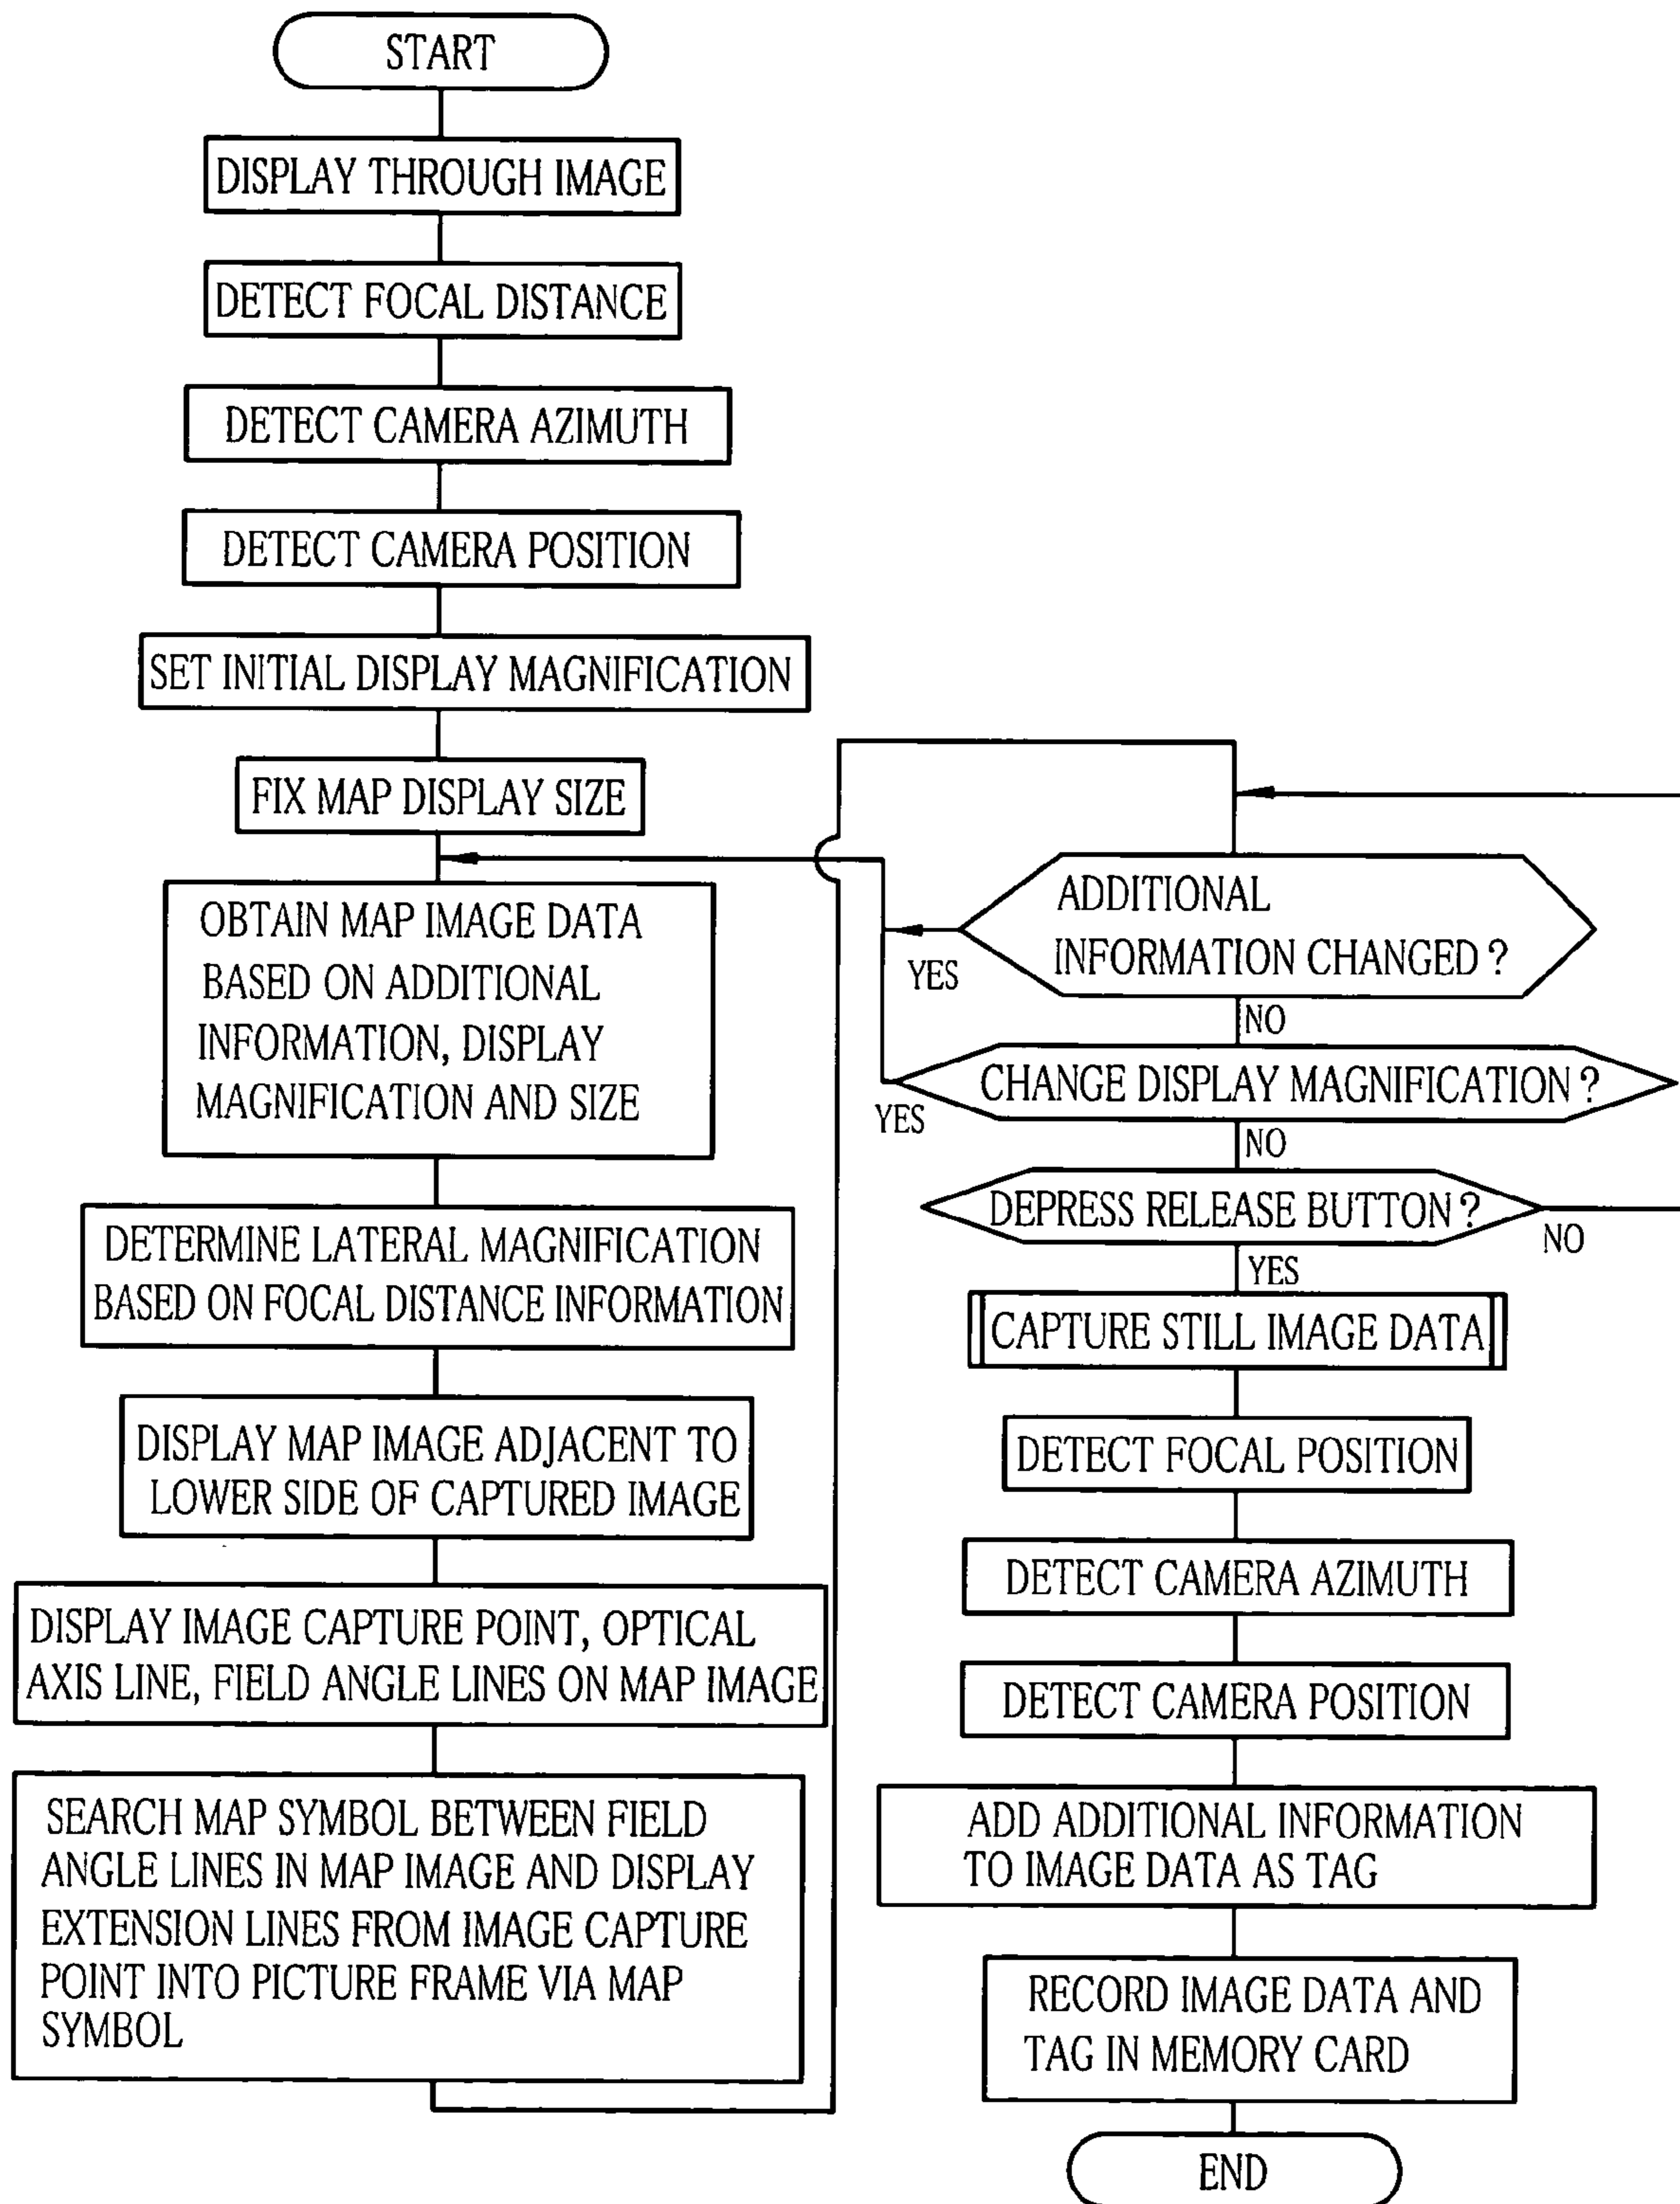 START
DISPLAY THROUGH IMAGE
DETECT FOCAL DISTANCE
DETECT CAMERA AZIMUTH
DETECT CAMERA POSITION
SET INITIAL DISPLAY MAGNIFICATION
FIX MAP DISPLAY SIZE
OBTAIN MAP IMAGE DATA
BASED ON ADDITIONAL
INFORMATION, DISPLAY
MAGNIFICATION AND SIZE
DETERMINE LATERAL MAGNIFICATION
BASED ON FOCAL DISTANCE INFORMATION
DISPLAY MAP IMAGE ADJACENT TO
LOWER SIDE OF CAPTURED IMAGE
DISPLAY IMAGE CAPTURE POINT, OPTICAL
AXIS LINE, FIELD ANGLE LINES ON MAP IMAGE
SEARCH MAP SYMBOL BETWEEN FIELD
ANGLE LINES IN MAP IMAGE AND DISPLAY
EXTENSION LINES FROM IMAGE CAPTURE
POINT INTO PICTURE FRAME VIA MAP
SYMBOL
ADDITIONAL
INFORMATION CHANGED ?
YES
NO
CHANGE DISPLAY MAGNIFICATION ?
YES
NO
DEPRESS RELEASE BUTTON ?
NO
YES
CAPTURE STILL IMAGE DATA
DETECT FOCAL POSITION
DETECT CAMERA AZIMUTH
DETECT CAMERA POSITION
ADD ADDITIONAL INFORMATION
TO IMAGE DATA AS TAG
RECORD IMAGE DATA AND
TAG IN MEMORY CARD
END